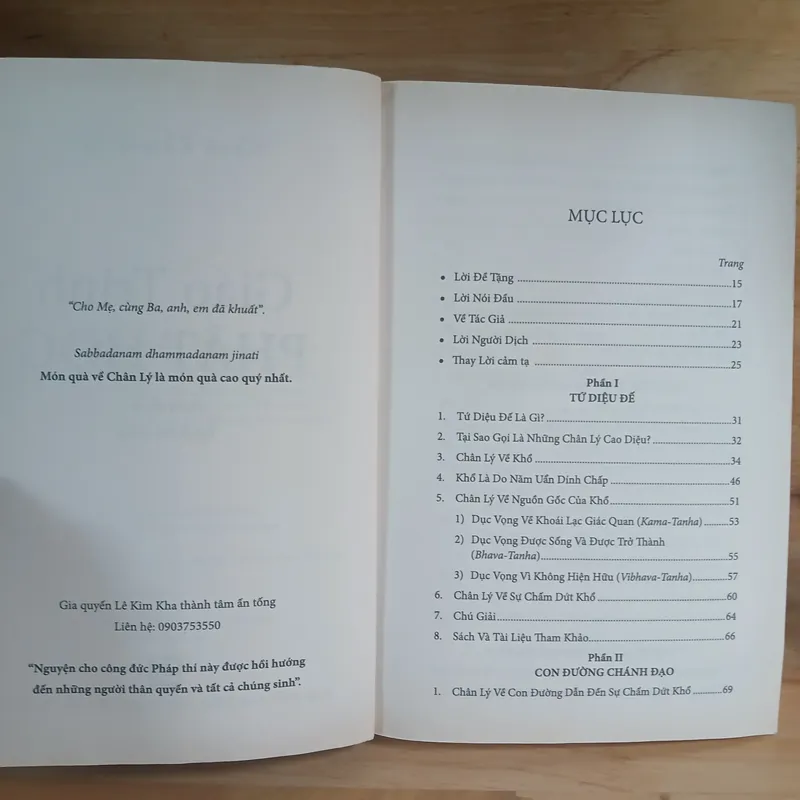 “Cho Mẹ, cùng Ba, anh, em đã khuất”.
Sabbadanam dhammadanam jinati
Món quà về Chân Lý là món quà cao quý nhất.
Gia quyến Lê Kim Kha thành tâm ấn tống
Liên hệ: 0903753550
“Nguyện cho công đức Pháp thí này được hồi hướng
đến những người thân quyến và tất cả chúng sinh”.
MỤC LỤC
Trang
• Lời Đề Tặng ........ 15
• Lời Nói Đầu ........ 17
• Về Tác Giả ........ 21
• Lời Người Dịch ........ 23
• Thay Lời cảm tạ ........ 25
Phần I
TỨ DIỆU ĐẾ
1. Tứ Diệu Đế Là Gì? ........ 31
2. Tại Sao Gọi Là Những Chân Lý Cao Diệu? ........ 32
3. Chân Lý Về Khổ ........ 34
4. Khổ Là Do Năm Uẩn Dính Chấp ........ 46
5. Chân Lý Về Nguồn Gốc Của Khổ ........ 51
1) Dục Vọng Về Khoái Lạc Giác Quan (Kama-Tanha) ........ 53
2) Dục Vọng Được Sống Và Được Trở Thành
(Bhava-Tanha) ........ 55
3) Dục Vọng Vì Không Hiện Hữu (Vibhava-Tanha) ........ 57
6. Chân Lý Về Sự Chấm Dứt Khổ ........ 60
7. Chú Giải ........ 64
8. Sách Và Tài Liệu Tham Khảo ........ 66
Phần II
CON ĐƯỜNG CHÁNH ĐẠO
1. Chân Lý Về Con Đường Dẫn Đến Sự Chấm Dứt Khổ ........ 69